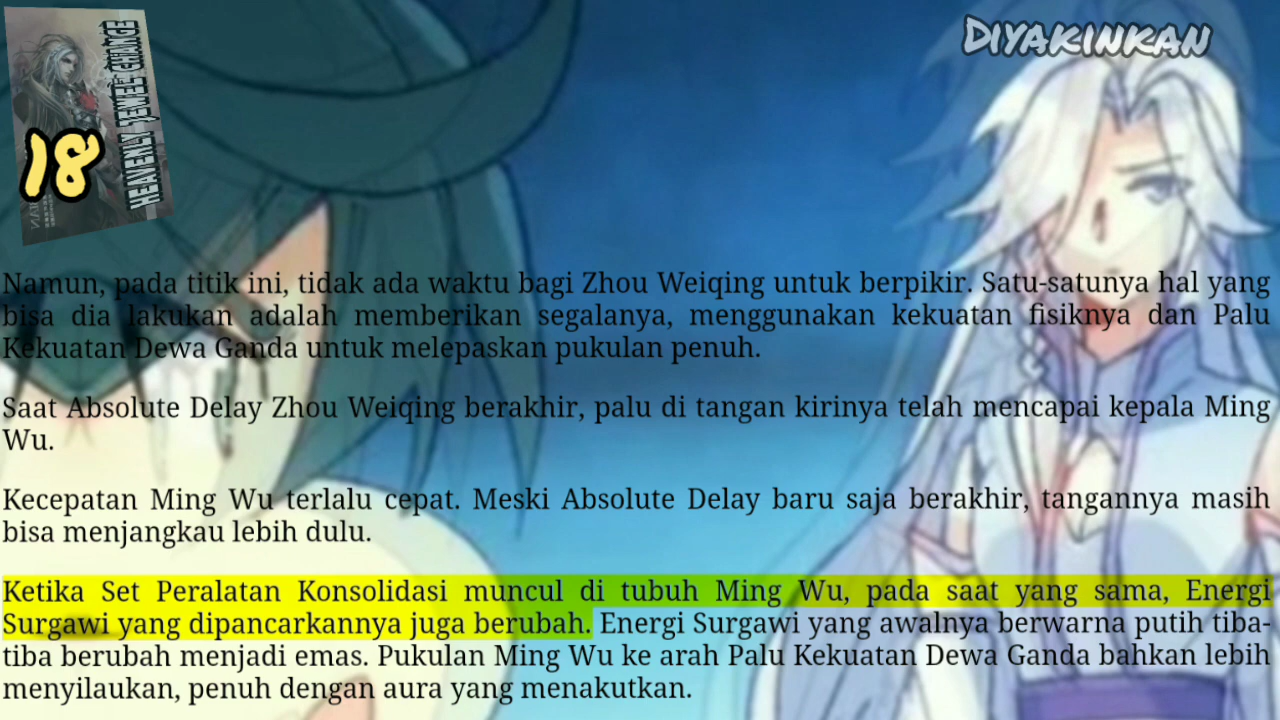 Diyakinkan
HEAVENLY JEWEL CHANGE
18
Namun, pada titik ini, tidak ada waktu bagi Zhou Weiqing untuk berpikir. Satu-satunya hal yang
bisa dia lakukan adalah memberikan segalanya, menggunakan kekuatan fisiknya dan Palu
Kekuatan Dewa Ganda untuk melepaskan pukulan penuh.
Saat Absolute Delay Zhou Weiqing berakhir, palu di tangan kirinya telah mencapai kepala Ming
Wu.
Kecepatan Ming Wu terlalu cepat. Meski Absolute Delay baru saja berakhir, tangannya masih
bisa menjangkau lebih dulu.
Ketika Set Peralatan Konsolidasi muncul di tubuh Ming Wu, pada saat yang sama, Energi
Surgawi yang dipancarkannya juga berubah. Energi Surgawi yang awalnya berwarna putih tiba-
tiba berubah menjadi emas. Pukulan Ming Wu ke arah Palu Kekuatan Dewa Ganda bahkan lebih
menyilaukan, penuh dengan aura yang menakutkan.